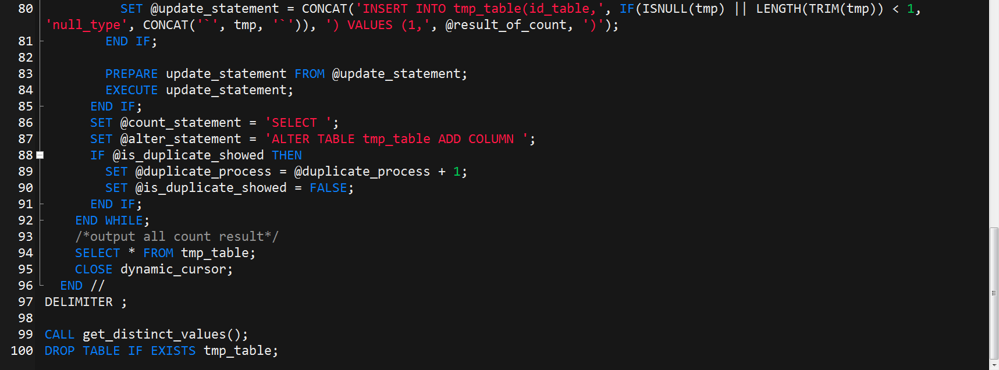 80 SET @update_statement = CONCAT('INSERT INTO tmp_table(id_table,', IF(ISNULL(tmp) || LENGTH(TRIM(tmp)) < 1,
'null_type', CONCAT('`', tmp, '`')), ') VALUES (1,', @result_of_count, ')');
81 END IF;
82
83 PREPARE update_statement FROM @update_statement;
84 EXECUTE update_statement;
85 END IF;
86 SET @count_statement = 'SELECT ';
87 SET @alter_statement = 'ALTER TABLE tmp_table ADD COLUMN ';
88 IF @is_duplicate_showed THEN
89 SET @duplicate_process = @duplicate_process + 1;
90 SET @is_duplicate_showed = FALSE;
91 END IF;
92 END WHILE;
93 /*output all count result*/
94 SELECT * FROM tmp_table;
95 CLOSE dynamic_cursor;
96 END //
97 DELIMITER ;
98
99 CALL get_distinct_values();
100 DROP TABLE IF EXISTS tmp_table;